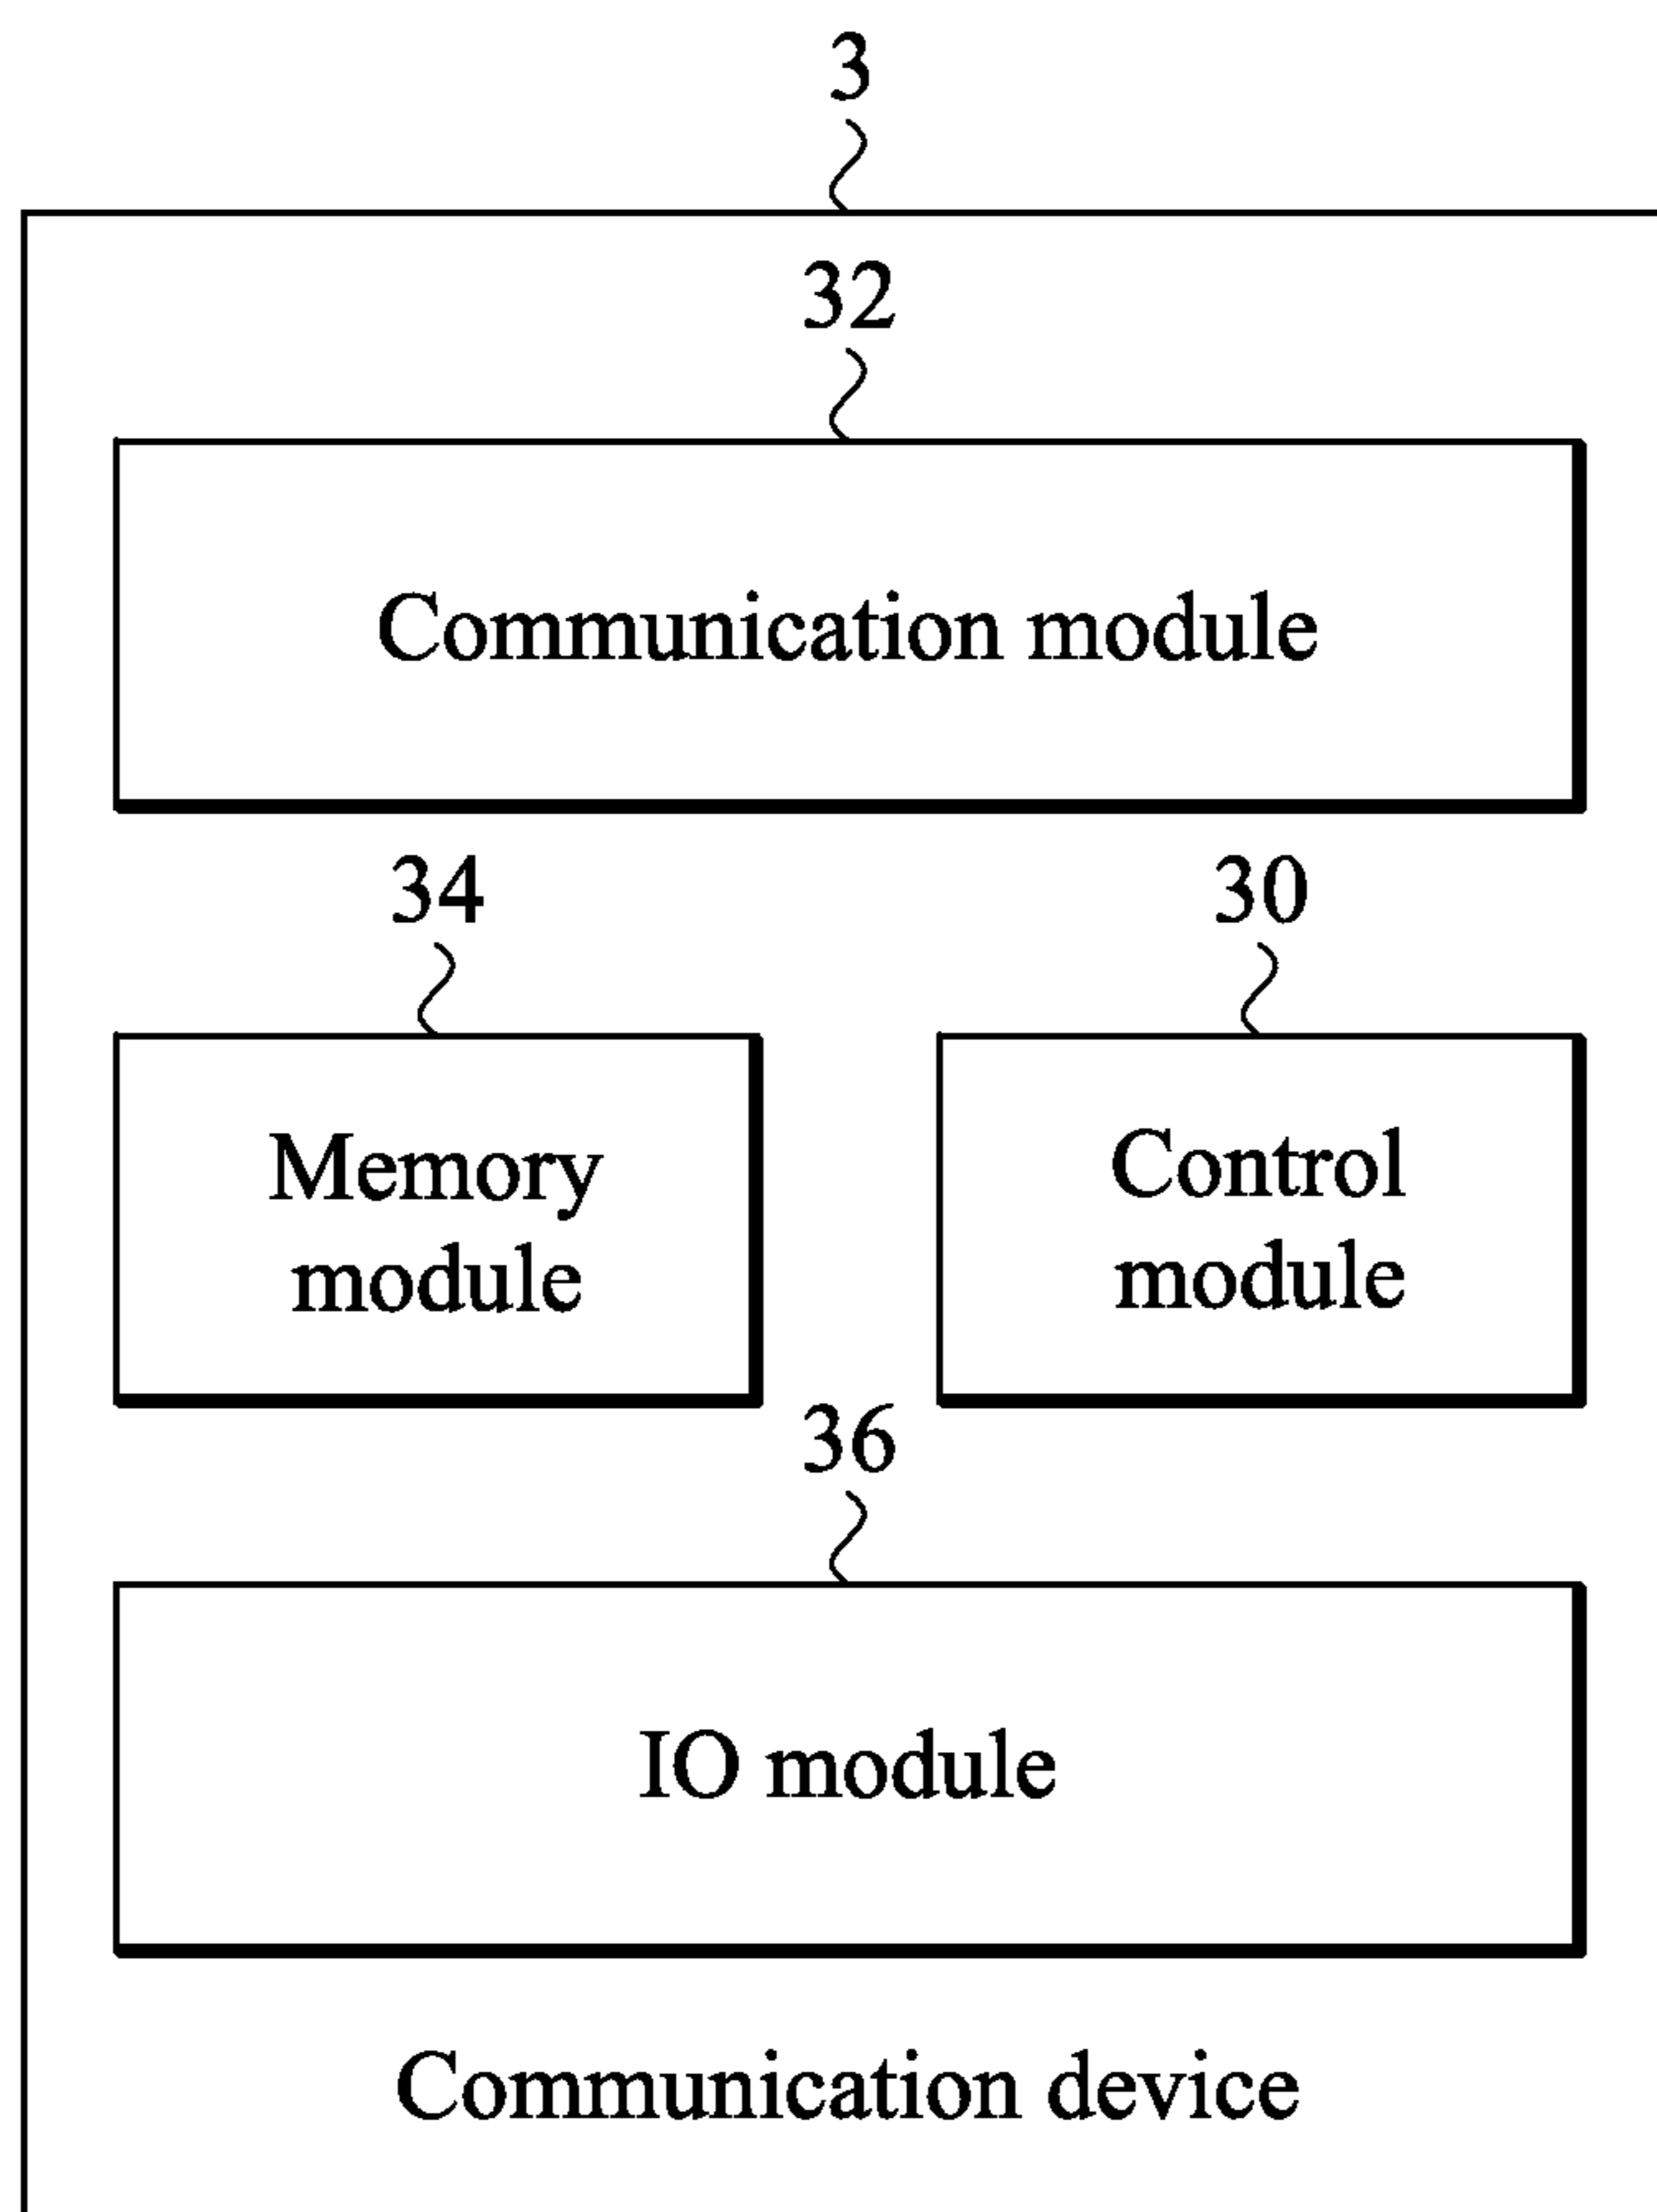 3
32
Communication module
34
30
Memory
module
Control
module
36
IO module
Communication device